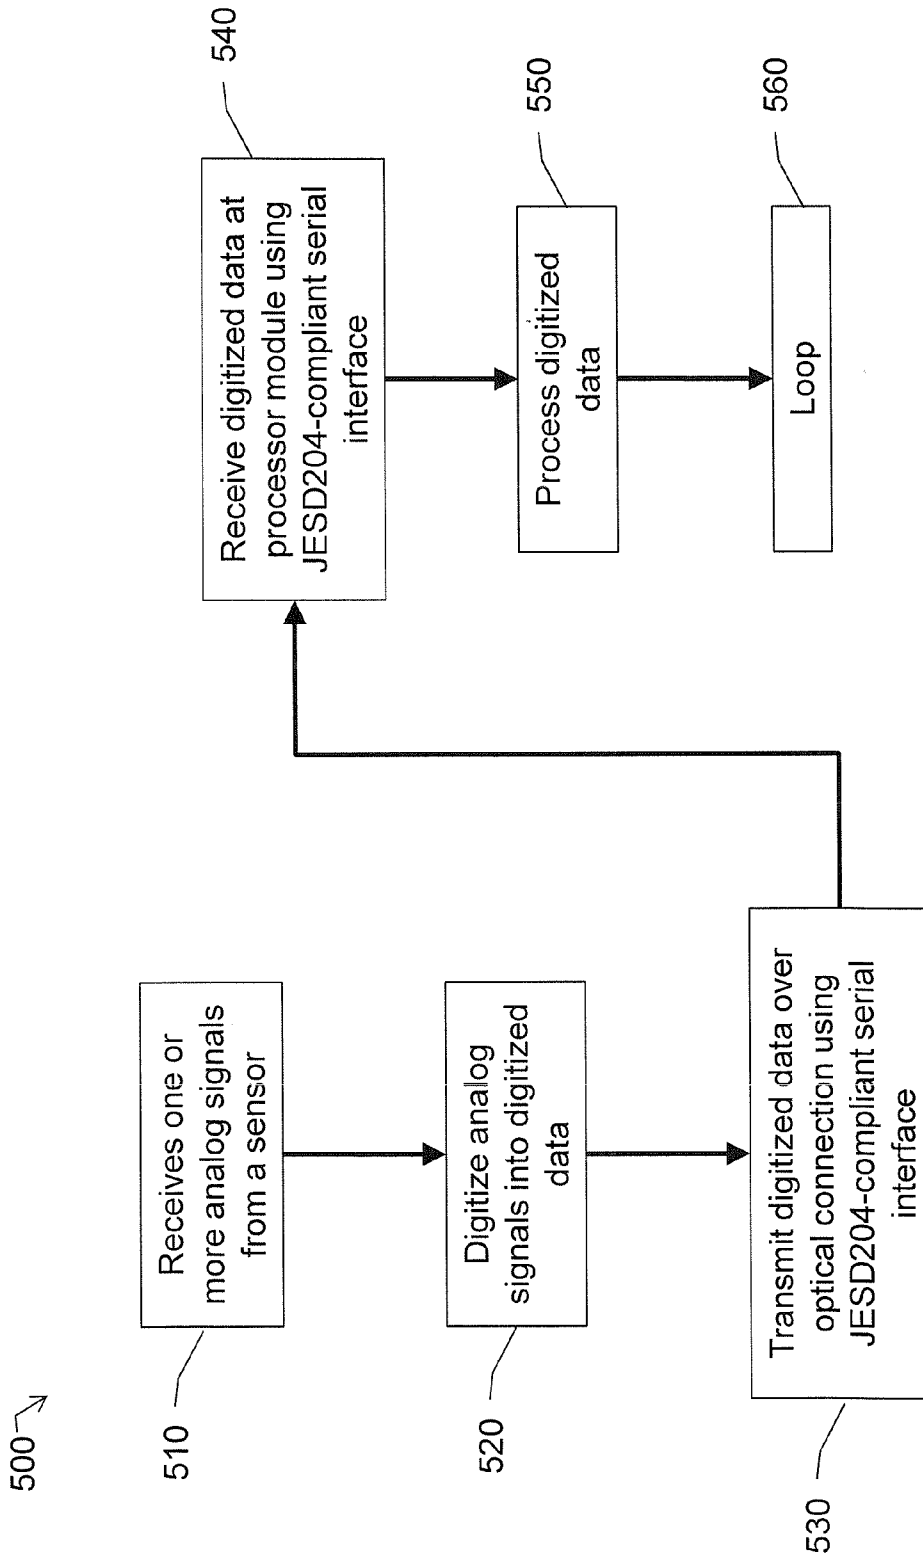 500
510
Receives one or
more analog signals
from a sensor
520
Digitize analog
signals into digitized
data
530
Transmit digitized data over
optical connection using
JESD204-compliant serial
interface
540
Receive digitized data at
processor module using
JESD204-compliant serial
interface
550
Process digitized
data
560
Loop